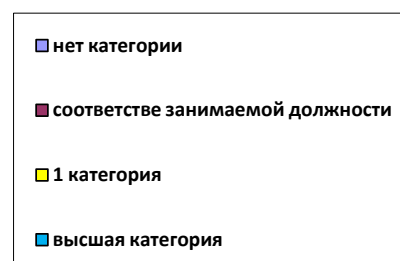 нет категории
соответстве занимаемой должности
1 категория
высшая категория